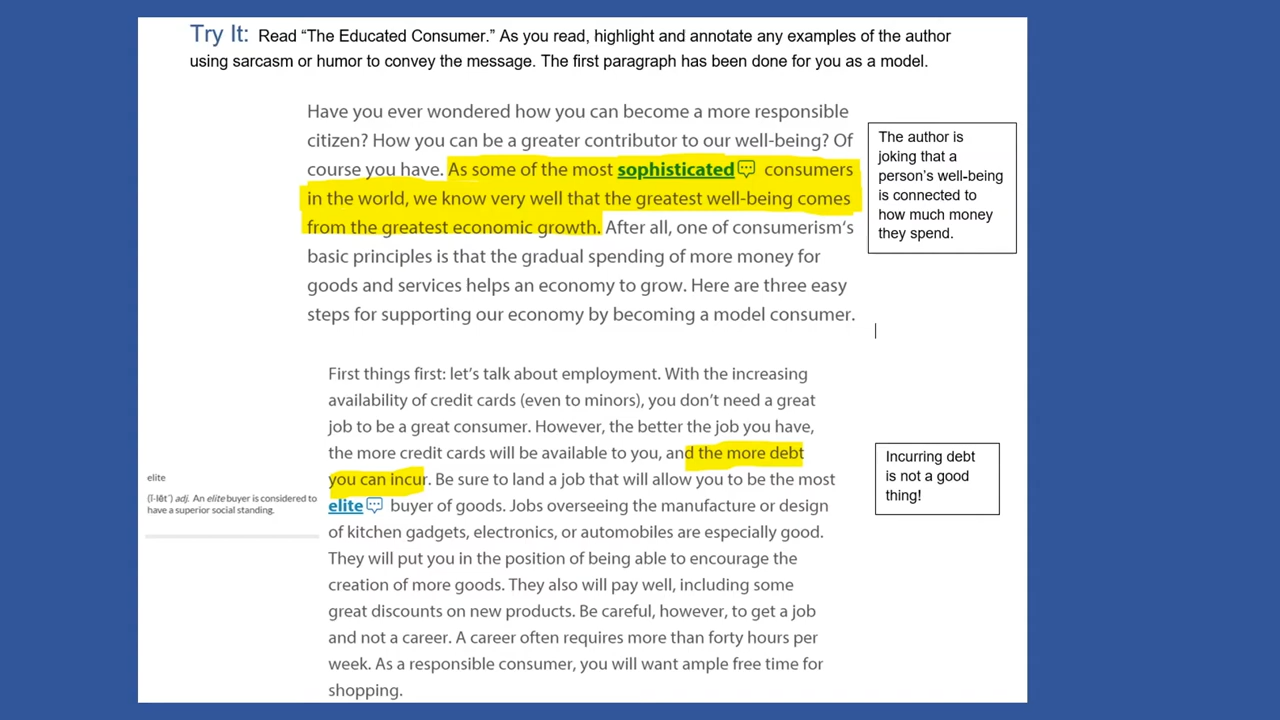 Try It: Read “The Educated Consumer.” As you read, highlight and annotate any examples of the author
using sarcasm or humor to convey the message. The first paragraph has been done for you as a model.
Have you ever wondered how you can become a more responsible
citizen? How you can be a greater contributor to our well-being? Of
course you have. As some of the most sophisticated consumers
in the world, we know very well that the greatest well-being comes
from the greatest economic growth. After all, one of consumerism’s
basic principles is that the gradual spending of more money for
goods and services helps an economy to grow. Here are three easy
steps for supporting our economy by becoming a model consumer.
The author is
joking that a
person’s well-being
is connected to
how much money
they spend.
First things first: let’s talk about employment. With the increasing
availability of credit cards (even to minors), you don’t need a great
job to be a great consumer. However, the better the job you have,
the more credit cards will be available to you, and the more debt
you can incur. Be sure to land a job that will allow you to be the most
elite buyer of goods. Jobs overseeing the manufacture or design
of kitchen gadgets, electronics, or automobiles are especially good.
They will put you in the position of being able to encourage the
creation of more goods. They also will pay well, including some
great discounts on new products. Be careful, however, to get a job
and not a career. A career often requires more than forty hours per
week. As a responsible consumer, you will want ample free time for
shopping.
Incurring debt
is not a good
thing!
elite
(ĭ-lēt´) adj. An elite buyer is considered to
have a superior social standing.